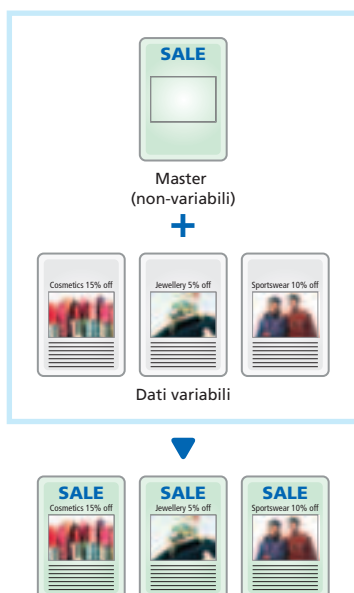 SALE
Master
(non-variabili)
+
Cosmetics 15% off
Jewellery 5% off
Sportswear 10% off
Dati variabili
SALE
SALE
SALE
Cosmetics 15% off
Jewellery 5% off
Sportswear 10% off